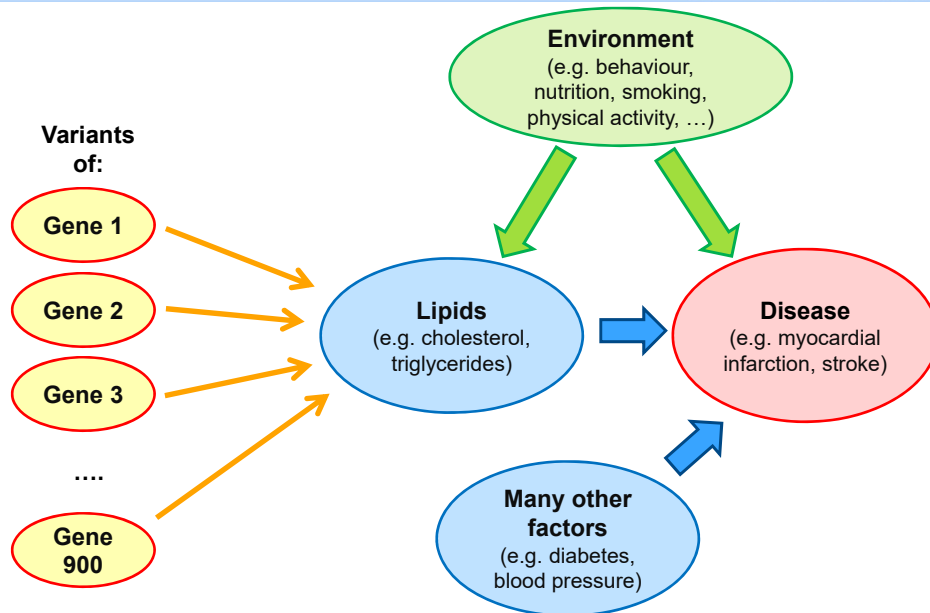 Environment
(e.g. behaviour,
nutrition, smoking,
physical activity, …)
Variants
of:
Gene 1
Gene 2
Gene 3
….
Gene
900
Lipids
(e.g. cholesterol,
triglycerides)
Disease
(e.g. myocardial
infarction, stroke)
Many other
factors
(e.g. diabetes,
blood pressure)